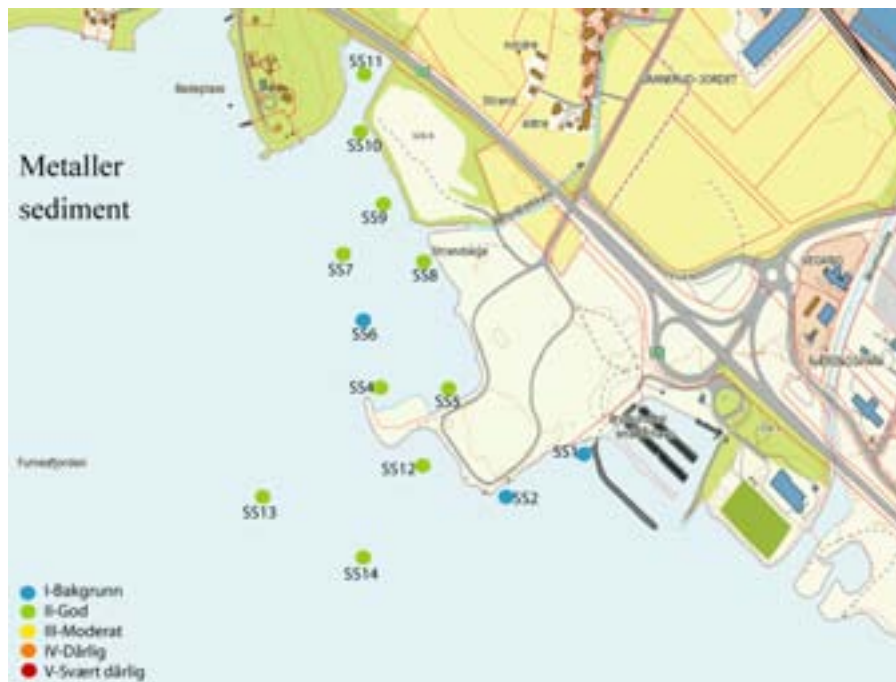 Metaller
sediment
SS11
SS10
SS9
SS7
SS8
SS6
SS4
SS5
SS1
SS12
SS2
SS13
SS14
Strand
Furnesfjorden
I-Bakgrunn
II-God
III-Moderat
IV-Dårlig
V-Svært dårlig